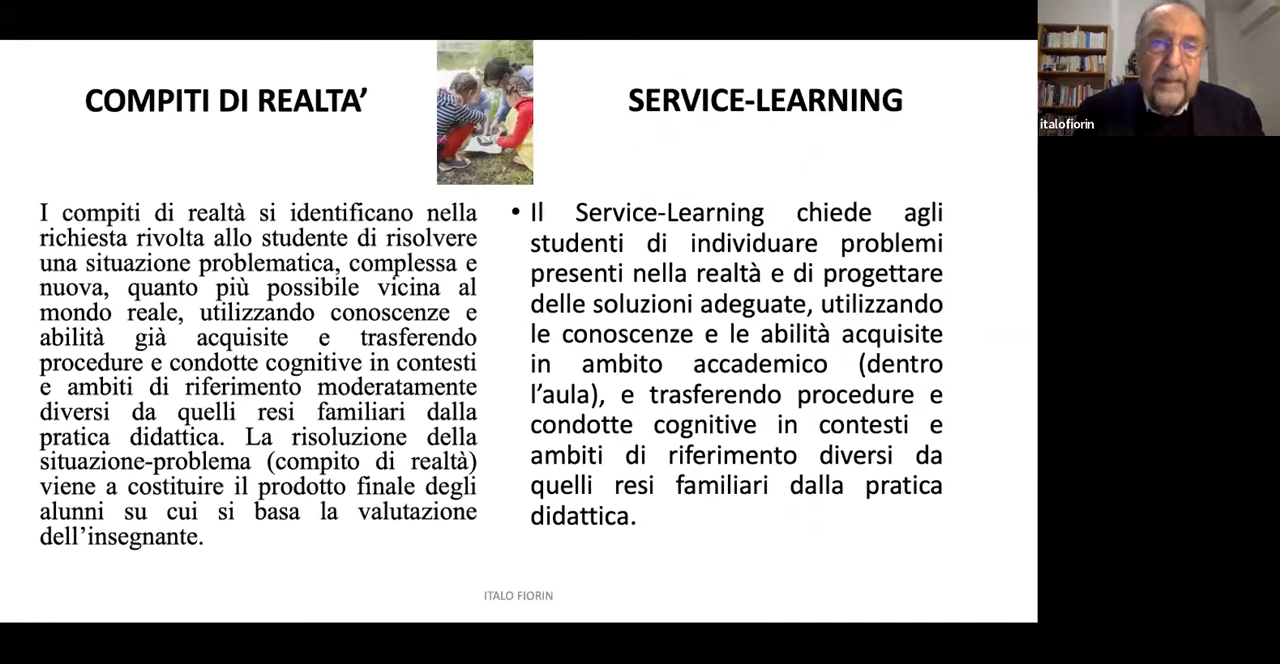 COMPITI DI REALTA’
I compiti di realtà si identificano nella
richiesta rivolta allo studente di risolvere
una situazione problematica, complessa e
nuova, quanto più possibile vicina al
mondo reale, utilizzando conoscenze e
abilità già acquisite e trasferendo
procedure e condotte cognitive in contesti
e ambiti di riferimento moderatamente
diversi da quelli resi familiari dalla
pratica didattica. La risoluzione della
situazione-problema (compito di realtà)
viene a costituire il prodotto finale degli
alunni su cui si basa la valutazione
dell’insegnante.
SERVICE-LEARNING
• Il Service-Learning chiede agli
studenti di individuare problemi
presenti nella realtà e di progettare
delle soluzioni adeguate, utilizzando
le conoscenze e le abilità acquisite
in ambito accademico (dentro
l’aula), e trasferendo procedure e
condotte cognitive in contesti e
ambiti di riferimento diversi da
quelli resi familiari dalla pratica
didattica.
ITALO FIORIN
italofiorin